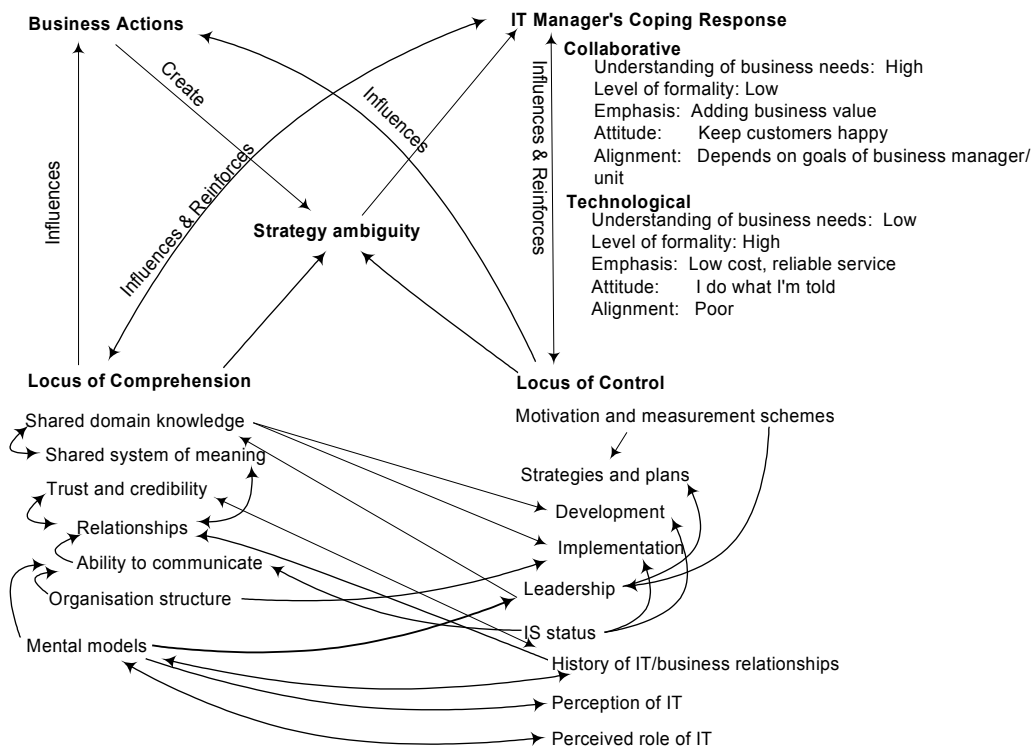 Business Actions
IT Manager's Coping Response
Collaborative
Understanding of business needs: High
Level of formality: Low
Emphasis: Adding business value
Attitude: Keep customers happy
Alignment: Depends on goals of business manager/
unit
Technological
Understanding of business needs: Low
Level of formality: High
Emphasis: Low cost, reliable service
Attitude: I do what I'm told
Alignment: Poor
Create
Influences
Influences & Reinforces
Influences
Influences & Reinforces
Strategy ambiguity
Locus of Comprehension
Shared domain knowledge
Shared system of meaning
Trust and credibility
Relationships
Ability to communicate
Organisation structure
Mental models
Locus of Control
Motivation and measurement schemes
Strategies and plans
Development
Implementation
Leadership
IS status
History of IT/business relationships
Perception of IT
Perceived role of IT